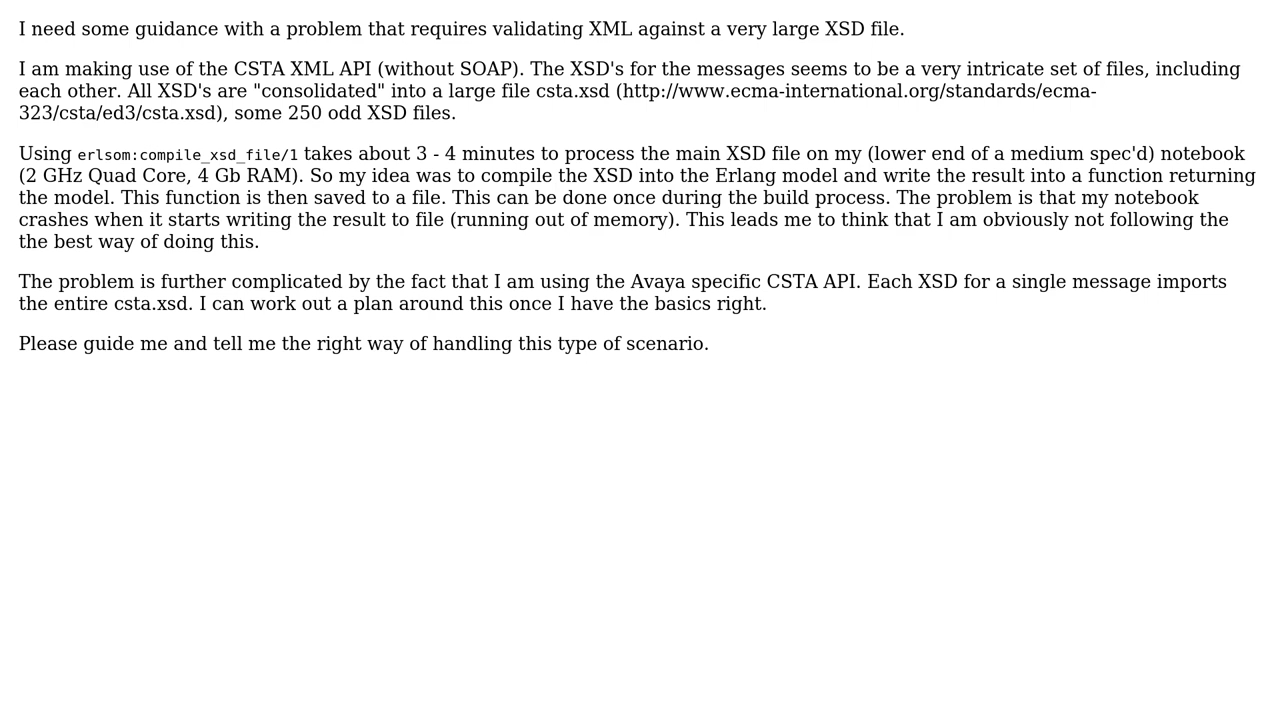 I need some guidance with a problem that requires validating XML against a very large XSD file.
I am making use of the CSTA XML API (without SOAP). The XSD's for the messages seems to be a very intricate set of files, including
each other. All XSD's are "consolidated" into a large file csta.xsd (http://www.ecma-international.org/standards/ecma-
323/csta/ed3/csta.xsd), some 250 odd XSD files.
Using erlsom:compile_xsd_file/1 takes about 3 - 4 minutes to process the main XSD file on my (lower end of a medium spec'd) notebook
(2 GHz Quad Core, 4 Gb RAM). So my idea was to compile the XSD into the Erlang model and write the result into a function returning
the model. This function is then saved to a file. This can be done once during the build process. The problem is that my notebook
crashes when it starts writing the result to file (running out of memory). This leads me to think that I am obviously not following the
the best way of doing this.
The problem is further complicated by the fact that I am using the Avaya specific CSTA API. Each XSD for a single message imports
the entire csta.xsd. I can work out a plan around this once I have the basics right.
Please guide me and tell me the right way of handling this type of scenario.